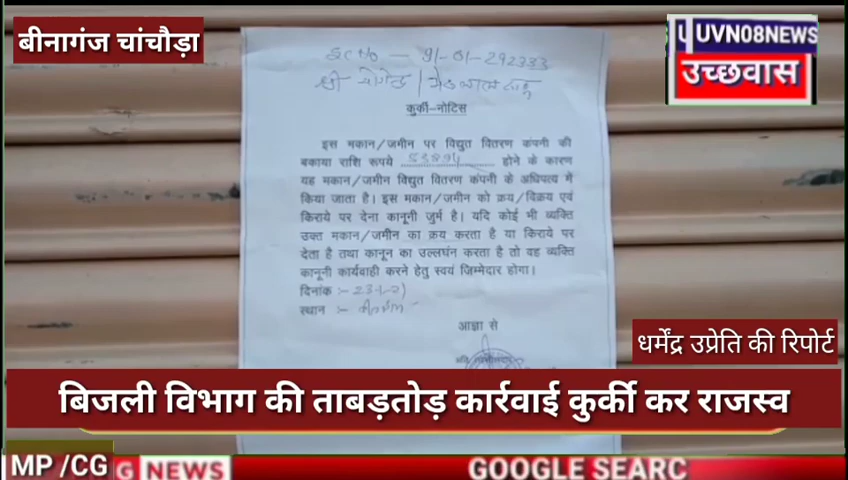 बीनागंज चांचौड़ा
UVN08NEWS
उच्छवास
कुर्की-नोटिस
इस मकान/जमीन पर विद्युत वितरण कंपनी की
बकाया राशि रूपये होने के कारण
यह मकान/जमीन विद्युत वितरण कंपनी के अधिपत्य में
किया जाता है। इस मकान/जमीन को क्रय/विक्रय एवं
किराये पर देना कानूनी जुर्म है। यदि कोई भी व्यक्ति
उक्त मकान/जमीन का क्रय करता है या किराये पर
देता है तथा कानून का उल्लघंन करता है तो वह व्यक्ति
कानूनी कार्यवाही करने हेतु स्वयं जिम्मेदार होगा।
दिनांक :-
स्थान :-
आज्ञा से
धर्मेंद्र उप्रेति की रिपोर्ट
बिजली विभाग की ताबड़तोड़ कार्रवाई कुर्की कर राजस्व
MP /CG
G NEWS
GOOGLE SEARC